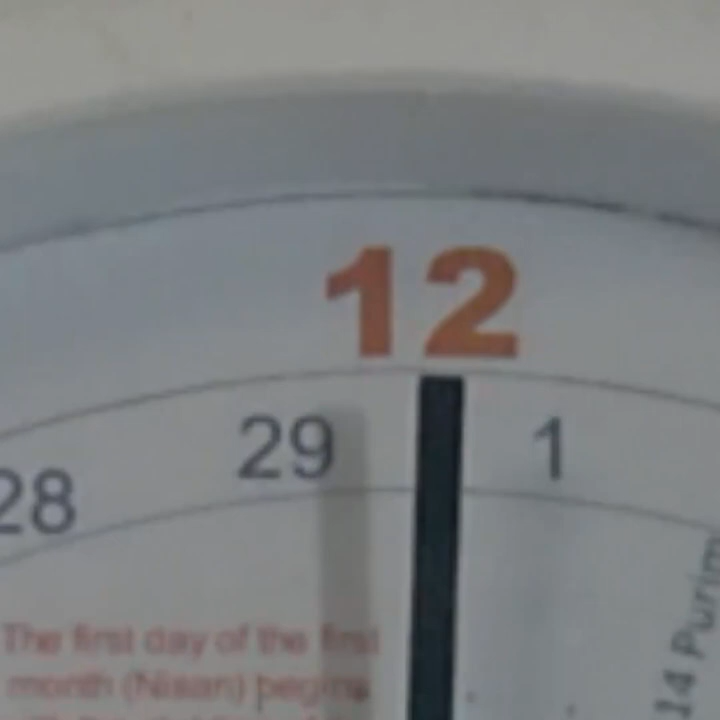 12
28 29 1
14 Purim
The first day of the first
month (Nisan) begins